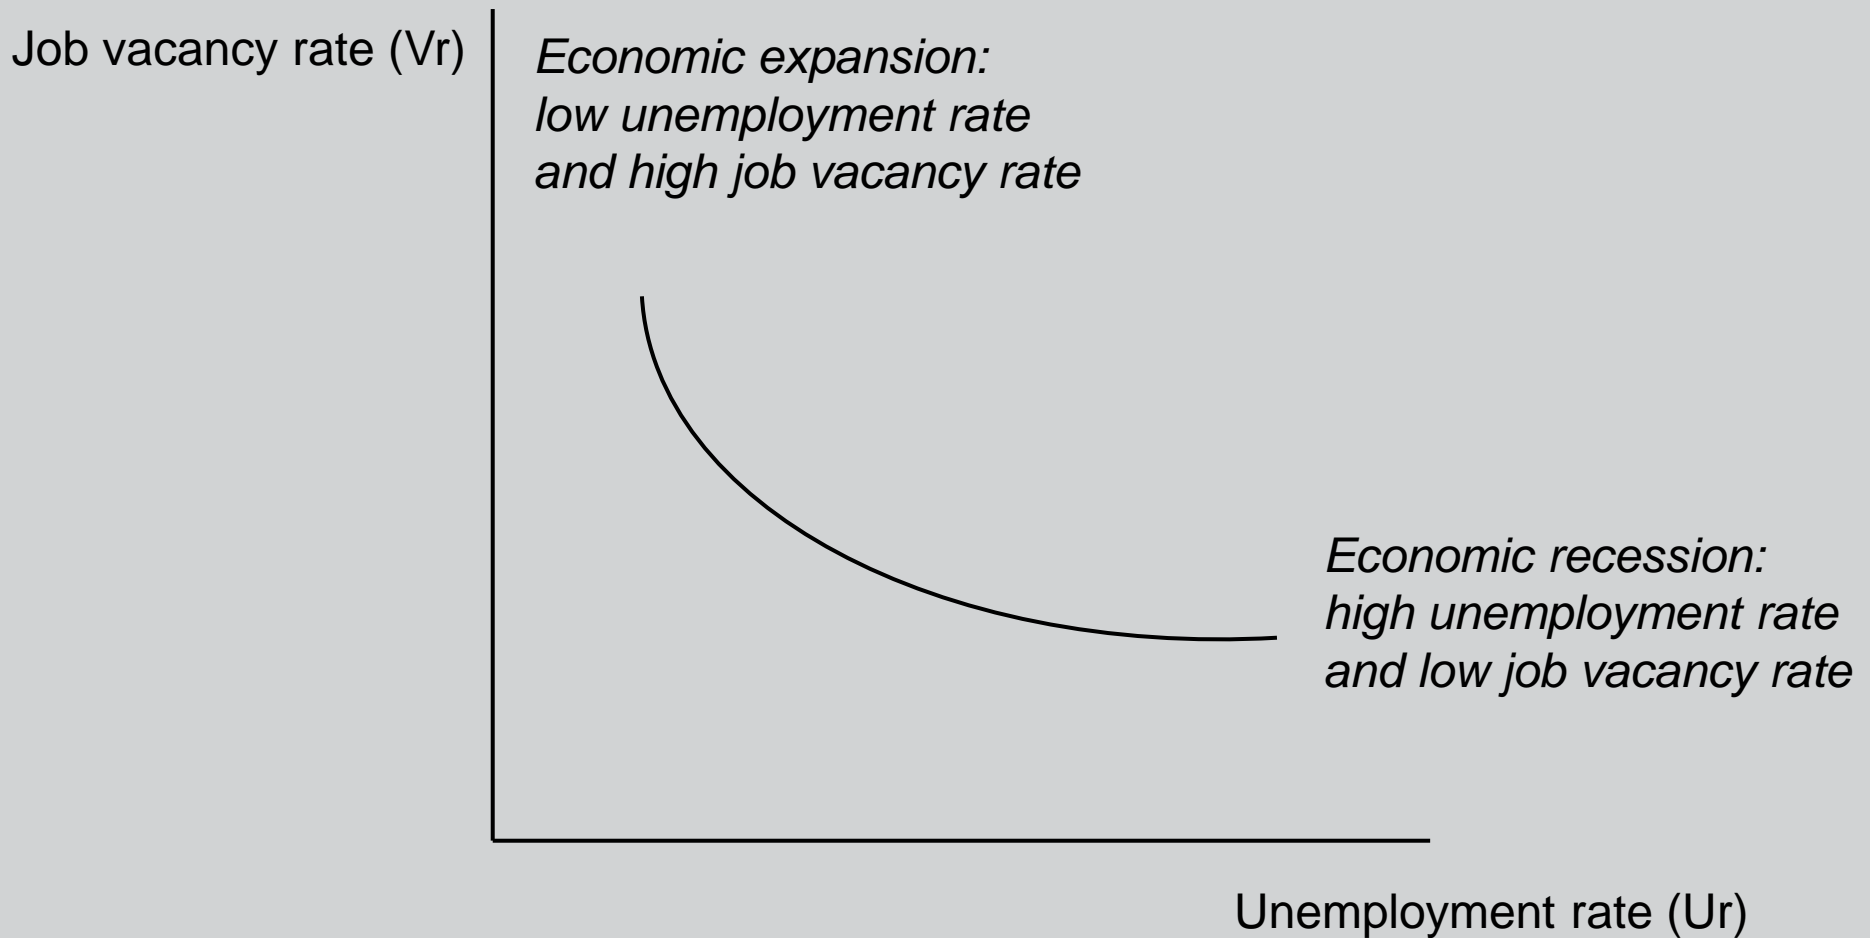 Job vacancy rate (Vr)
Economic expansion:
low unemployment rate
and high job vacancy rate
Economic recession:
high unemployment rate
and low job vacancy rate
Unemployment rate (Ur)